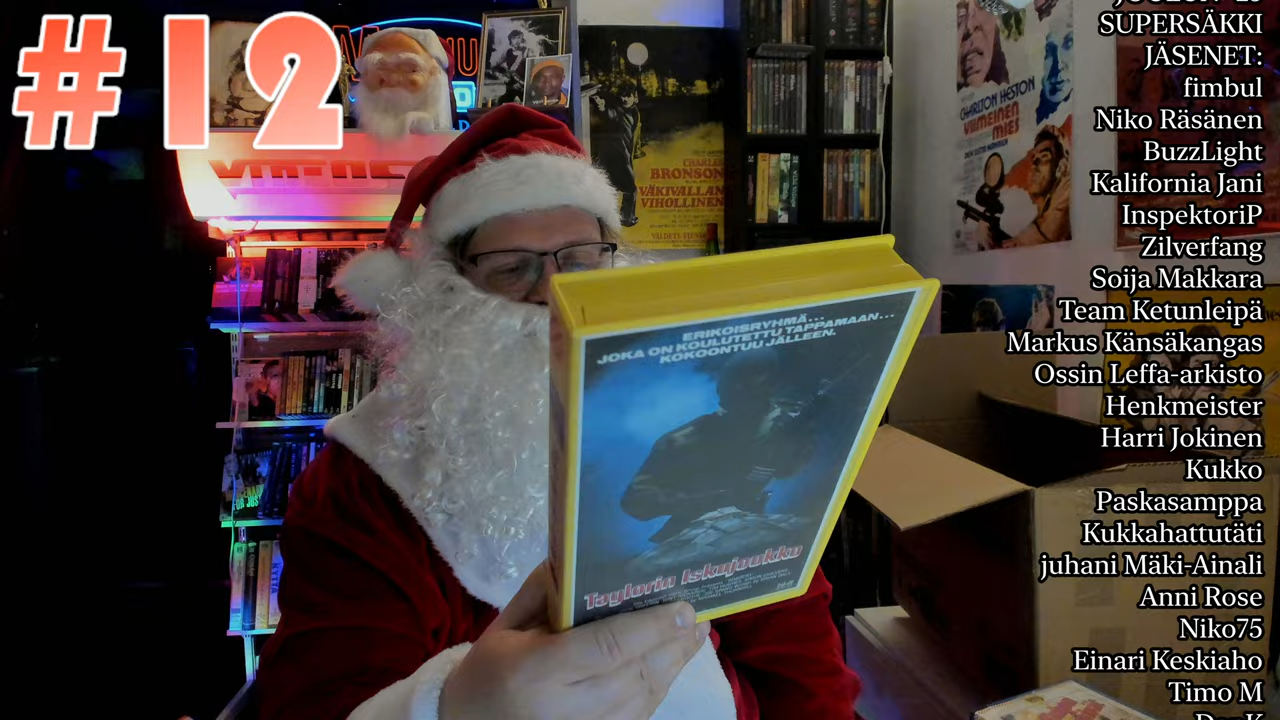 #12
SUPERSÄKKI
JÄSENET:
fimbul
Niko Räsänen
BuzzLight
Kalifornia Jani
InspektoriP
Zilverfang
Soija Makkara
Team Ketunleipä
Markus Känsäkangas
Ossin Leffa-arkisto
Henkmeister
Harri Jokinen
Kukko
Paskasamppa
Kukkahattutäti
juhani Mäki-Ainali
Anni Rose
Niko75
Einari Keskiaho
Timo M
CHARLTON HESTON
VIIMEINEN
MIES
CHARLES
BRONSON
VÄKIVALLAN
VIHOLLINEN
ERIKOISRYHMÄ...
JOKA ON KOULUTETTU TAPPAMAAN...
KOKOONTUU JÄLLEEN.
Taylorin Iskujoukko